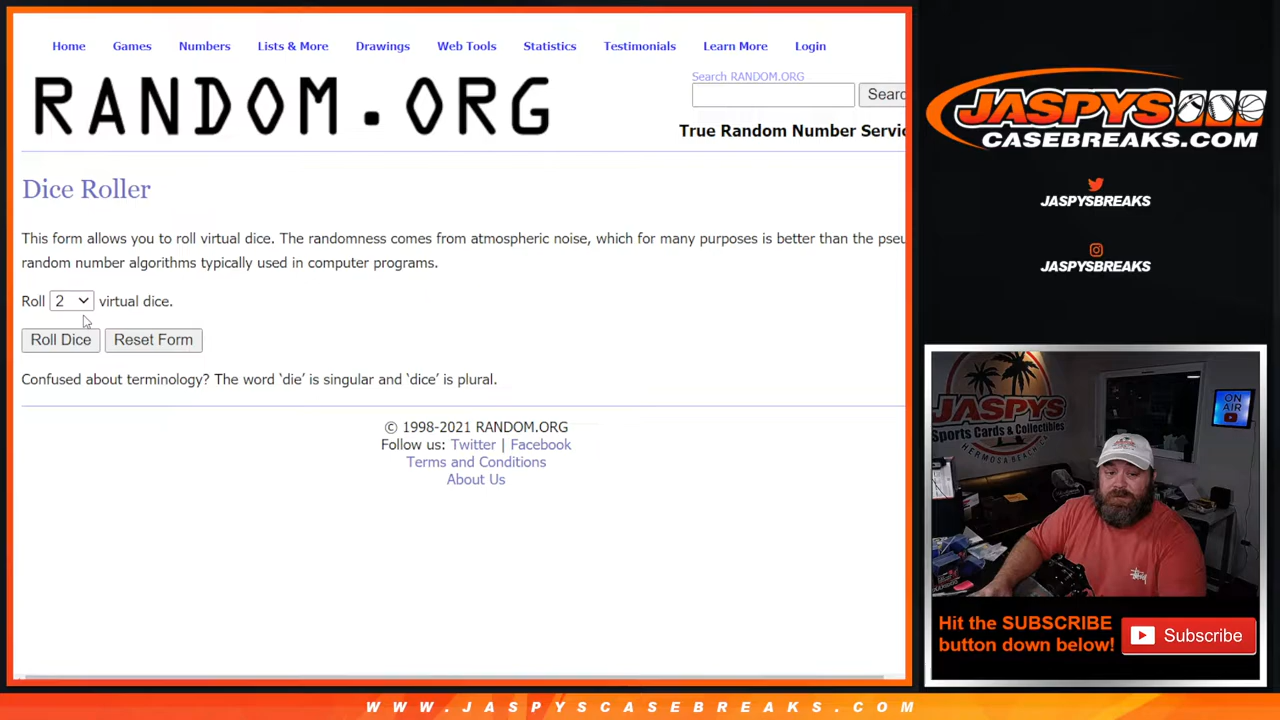 Home Games Numbers Lists & More Drawings Web Tools Statistics Testimonials Learn More Login
RANDOM.ORG
Search RANDOM.ORG
Searc
True Random Number Servic
Dice Roller
This form allows you to roll virtual dice. The randomness comes from atmospheric noise, which for many purposes is better than the pseu
random number algorithms typically used in computer programs.
Roll 2 virtual dice.
Roll Dice Reset Form
Confused about terminology? The word ‘die’ is singular and ‘dice’ is plural.
© 1998-2021 RANDOM.ORG
Follow us: Twitter | Facebook
Terms and Conditions
About Us
JASPYS
CASEBREAKS.COM
JASPYSBREAKS
JASPYSBREAKS
JASPYS
Sports Cards & Collectibles
HERMOSA BEACH CA
ON
AIR
Hit the SUBSCRIBE
button down below!
Subscribe
WWW.JASPYSCASEBREAKS.COM